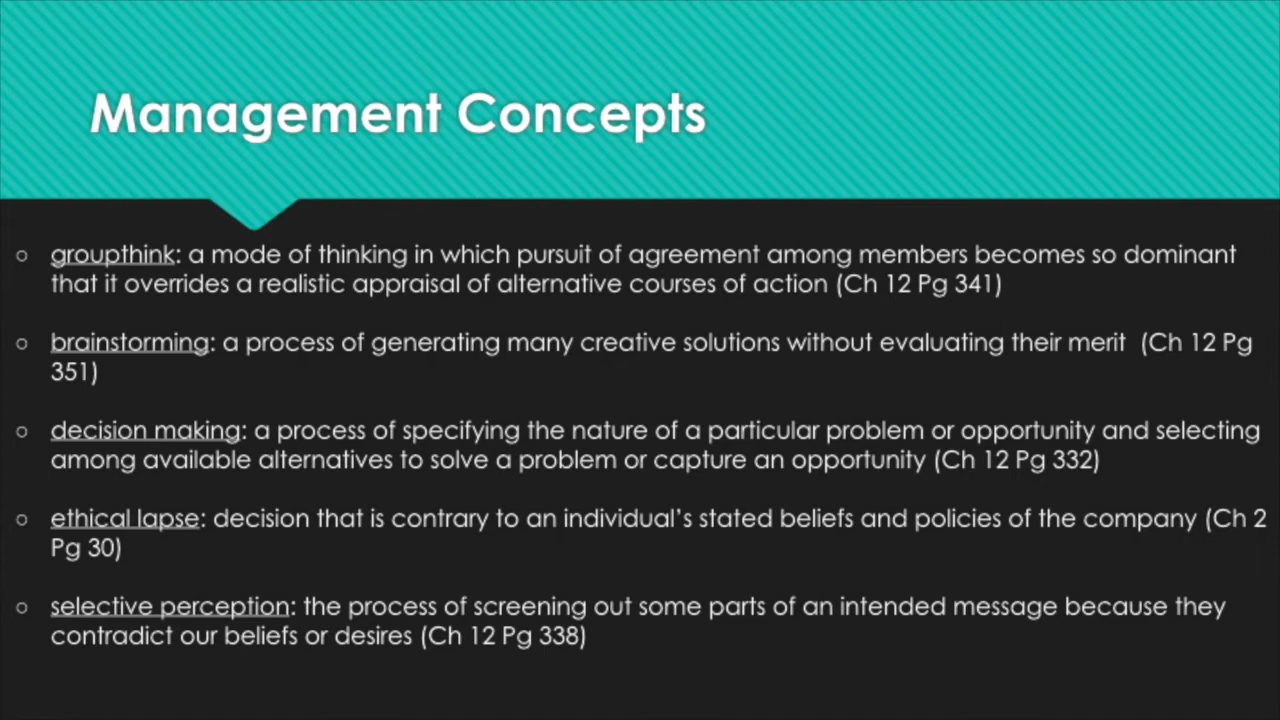 Management Concepts
groupthink: a mode of thinking in which pursuit of agreement among members becomes so dominant
that it overrides a realistic appraisal of alternative courses of action (Ch 12 Pg 341)
brainstorming: a process of generating many creative solutions without evaluating their merit (Ch 12 Pg
351)
decision making: a process of specifying the nature of a particular problem or opportunity and selecting
among available alternatives to solve a problem or capture an opportunity (Ch 12 Pg 332)
ethical lapse: decision that is contrary to an individual's stated beliefs and policies of the company (Ch 2
Pg 30)
selective perception: the process of screening out some parts of an intended message because they
contradict our beliefs or desires (Ch 12 Pg 338)